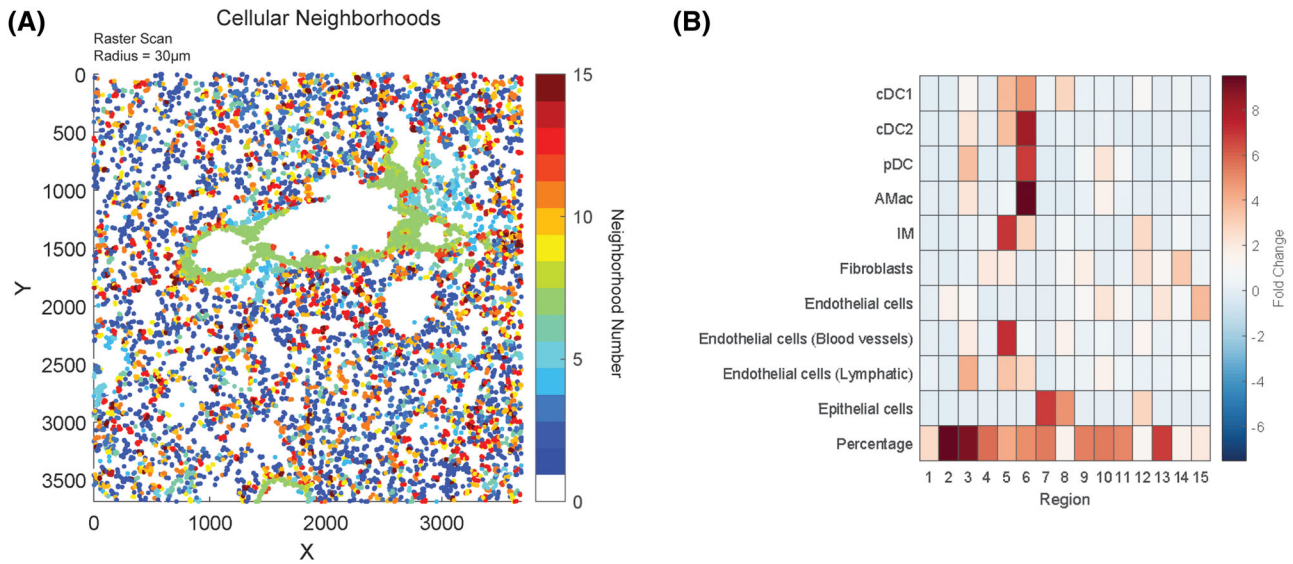 (A)
Cellular Neighborhoods
Raster Scan
Radius = 30µm
0
500
1000
1500
2000
2500
3000
3500
Y
0 1000 2000 3000
X
15
10
5
0
Neighborhood Number
(B)
cDC1
cDC2
pDC
AMac
IM
Fibroblasts
Endothelial cells
Endothelial cells (Blood vessels)
Endothelial cells (Lymphatic)
Epithelial cells
Percentage
1 2 3 4 5 6 7 8 9 10 11 12 13 14 15
Region
8
6
4
2
0
-2
-4
-6
Fold Change